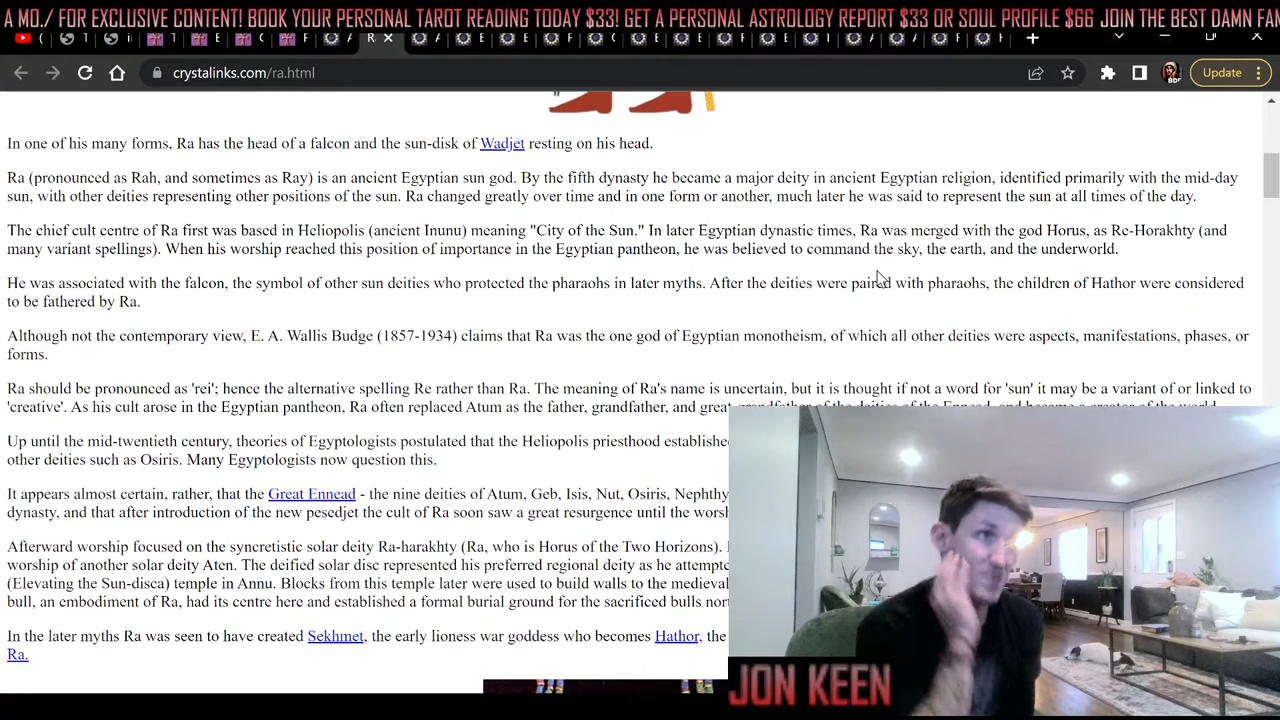 A MO./ FOR EXCLUSIVE CONTENT! BOOK YOUR PERSONAL TAROT READING TODAY $33! GET A PERSONAL ASTROLOGY REPORT $33 OR SOUL PROFILE $66 JOIN THE BEST DAMN FA
crystalinks.com/ra.html
Update
In one of his many forms, Ra has the head of a falcon and the sun-disk of Wadjet resting on his head.
Ra (pronounced as Rah, and sometimes as Ray) is an ancient Egyptian sun god. By the fifth dynasty he became a major deity in ancient Egyptian religion, identified primarily with the mid-day
sun, with other deities representing other positions of the sun. Ra changed greatly over time and in one form or another, much later he was said to represent the sun at all times of the day.
The chief cult centre of Ra first was based in Heliopolis (ancient Inunu) meaning "City of the Sun." In later Egyptian dynastic times, Ra was merged with the god Horus, as Re-Horakhty (and
many variant spellings). When his worship reached this position of importance in the Egyptian pantheon, he was believed to command the sky, the earth, and the underworld.
He was associated with the falcon, the symbol of other sun deities who protected the pharaohs in later myths. After the deities were paired with pharaohs, the children of Hathor were considered
to be fathered by Ra.
Although not the contemporary view, E. A. Wallis Budge (1857-1934) claims that Ra was the one god of Egyptian monotheism, of which all other deities were aspects, manifestations, phases, or
forms.
Ra should be pronounced as 'rei'; hence the alternative spelling Re rather than Ra. The meaning of Ra's name is uncertain, but it is thought if not a word for 'sun' it may be a variant of or linked to
'creative'. As his cult arose in the Egyptian pantheon, Ra often replaced Atum as the father, grandfather, and great-grandfather of the deities of the Ennead, and became a creator of the world.
Up until the mid-twentieth century, theories of Egyptologists postulated that the Heliopolis priesthood established
other deities such as Osiris. Many Egyptologists now question this.
It appears almost certain, rather, that the Great Ennead - the nine deities of Atum, Geb, Isis, Nut, Osiris, Nephthy
dynasty, and that after introduction of the new pesedjet the cult of Ra soon saw a great resurgence until the wors
Afterward worship focused on the syncretistic solar deity Ra-harakhty (Ra, who is Horus of the Two Horizons).
worship of another solar deity Aten. The deified solar disc represented his preferred regional deity as he attempte
(Elevating the Sun-disca) temple in Annu. Blocks from this temple later were used to build walls to the medieval
bull, an embodiment of Ra, had its centre here and established a formal burial ground for the sacrificed bulls nor
In the later myths Ra was seen to have created Sekhmet, the early lioness war goddess who becomes Hathor, the
Ra.
JON KEEN